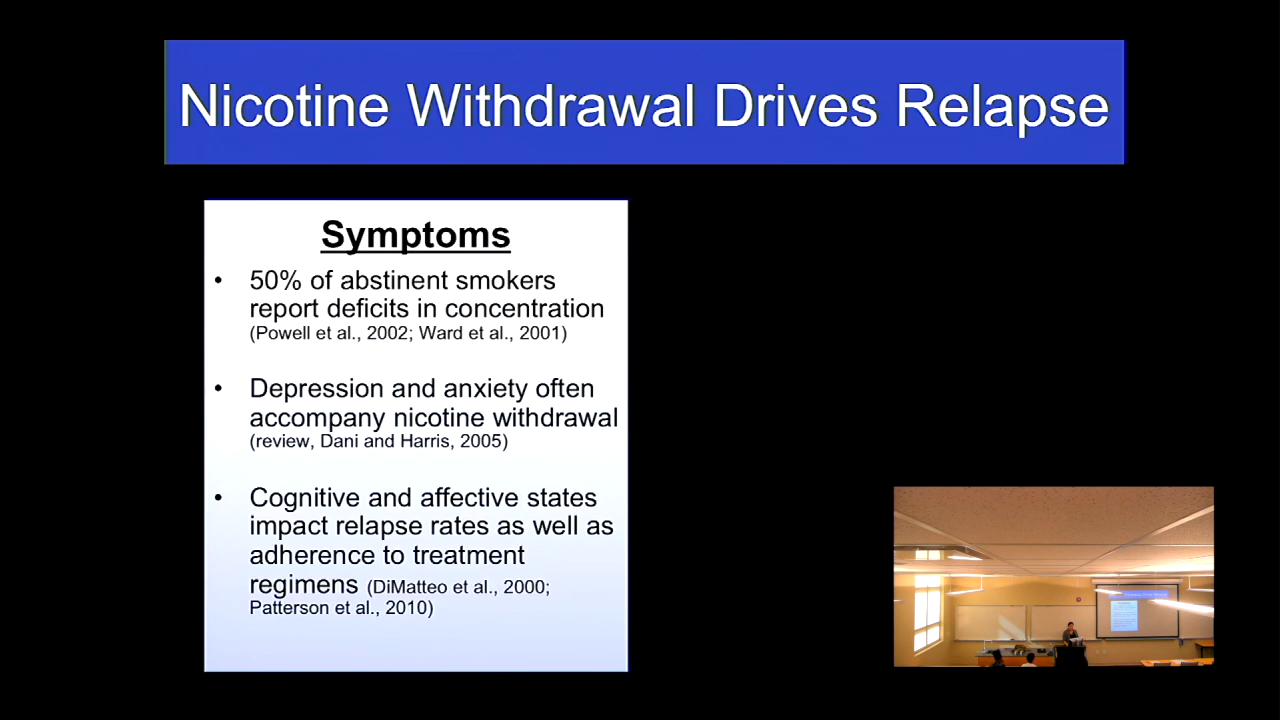 Nicotine Withdrawal Drives Relapse
Symptoms
• 50% of abstinent smokers
report deficits in concentration
(Powell et al., 2002; Ward et al., 2001)
• Depression and anxiety often
accompany nicotine withdrawal
(review, Dani and Harris, 2005)
• Cognitive and affective states
impact relapse rates as well as
adherence to treatment
regimens (DiMatteo et al., 2000;
Patterson et al., 2010)